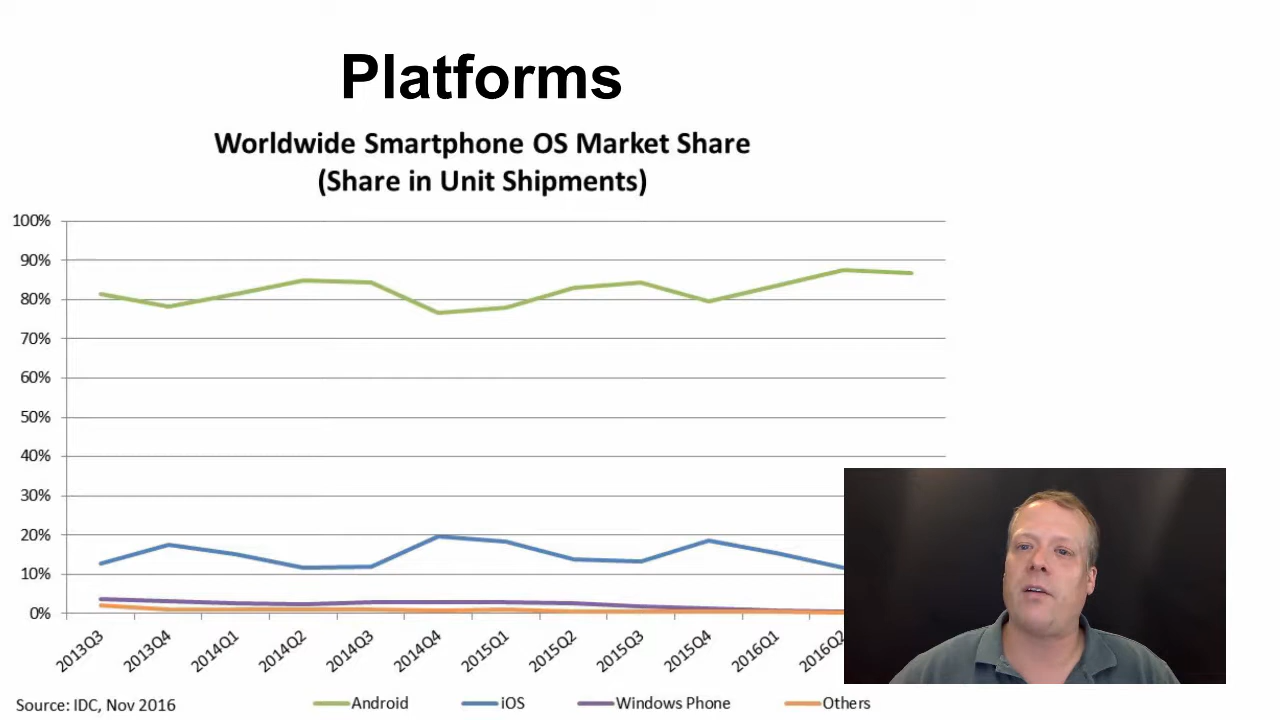 Platforms
Worldwide Smartphone OS Market Share
(Share in Unit Shipments)
100%
90%
80%
70%
60%
50%
40%
30%
20%
10%
0%
2013Q3
2013Q4
2014Q1
2014Q2
2014Q3
2014Q4
2015Q1
2015Q2
2015Q3
2015Q4
2016Q1
2016Q2
Source: IDC, Nov 2016
Android
iOS
Windows Phone
Others